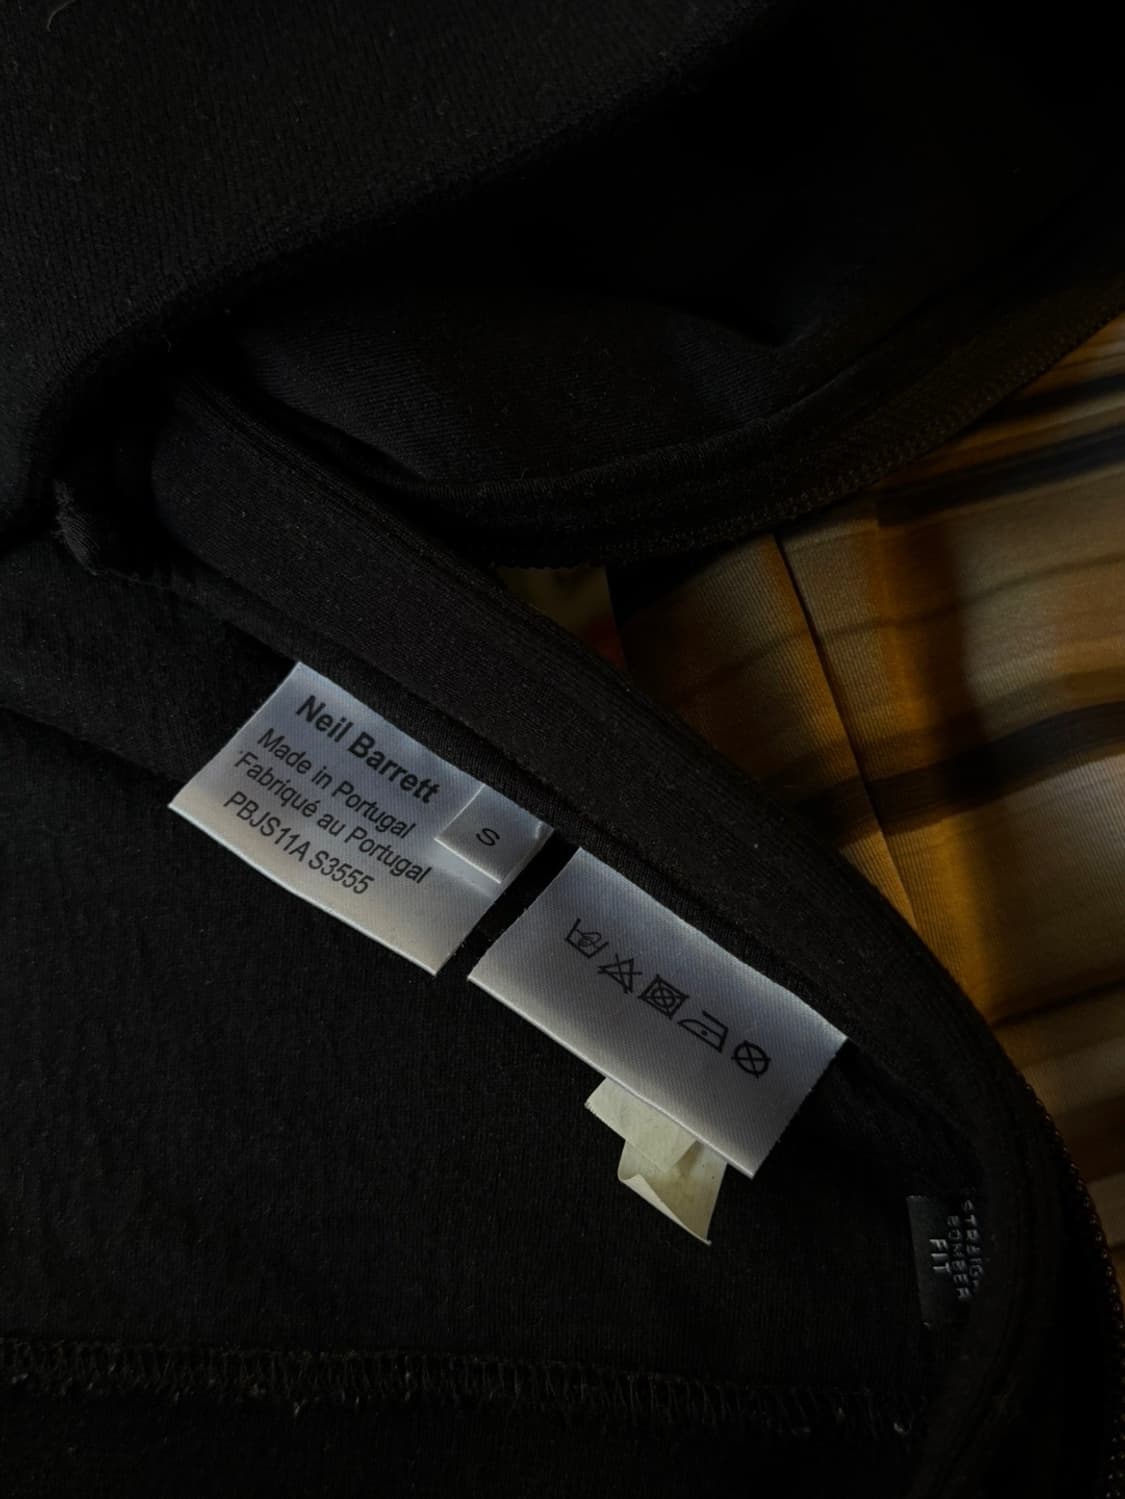 Neil Barrett
Made in Portugal
Fabriqué au Portugal
PBJS11A S3555
S
BOMBER
FIT